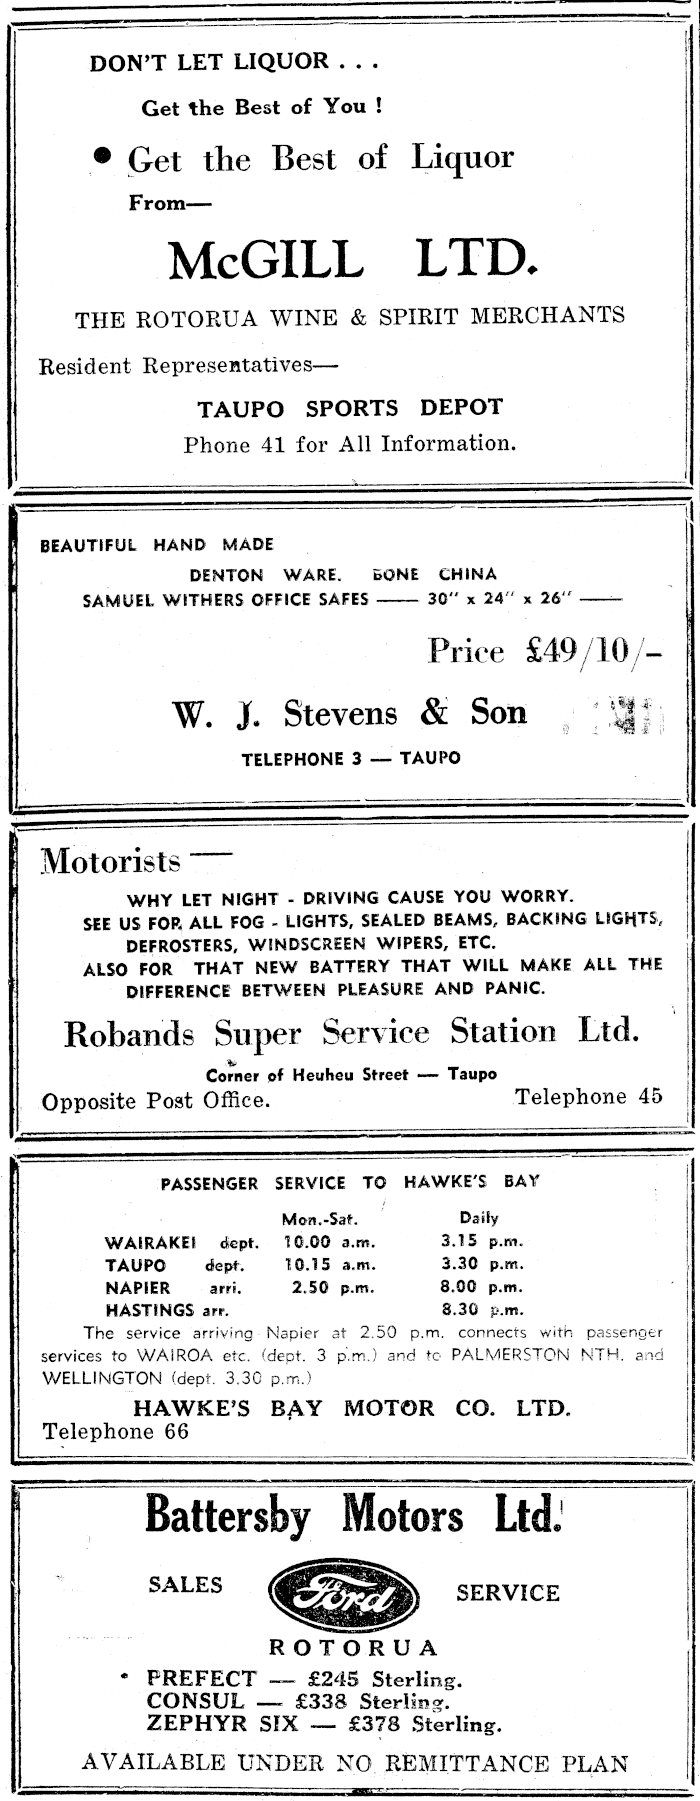 DON'T LET LIQUOR . . .
Get the Best of You !
● Get the Best of Liquor
From—
McGILL LTD.
THE ROTORUA WINE & SPIRIT MERCHANTS
Resident Representatives—
TAUPO SPORTS DEPOT
Phone 41 for All Information.
BEAUTIFUL HAND MADE
DENTON WARE. BONE CHINA
SAMUEL WITHERS OFFICE SAFES —— 30" x 24" x 26" ——
Price £49/10/-
W. J. Stevens & Son
TELEPHONE 3 — TAUPO
Motorists —
WHY LET NIGHT - DRIVING CAUSE YOU WORRY.
SEE US FOR ALL FOG - LIGHTS, SEALED BEAMS, BACKING LIGHTS,
DEFROSTERS, WINDSCREEN WIPERS, ETC.
ALSO FOR THAT NEW BATTERY THAT WILL MAKE ALL THE
DIFFERENCE BETWEEN PLEASURE AND PANIC.
Robands Super Service Station Ltd.
Corner of Heuheu Street — Taupo
Opposite Post Office. Telephone 45
PASSENGER SERVICE TO HAWKE'S BAY
Mon.-Sat. Daily
WAIRAKEI dept. 10.00 a.m. 3.15 p.m.
TAUPO dept. 10.15 a.m. 3.30 p.m.
NAPIER arri. 2.50 p.m. 8.00 p.m.
HASTINGS arr. 8.30 p.m.
The service arriving Napier at 2.50 p.m. connects with passenger
services to WAIROA etc. (dept. 3 p.m.) and to PALMERSTON NTH. and
WELLINGTON (dept. 3.30 p.m.)
HAWKE'S BAY MOTOR CO. LTD.
Telephone 66
Battersby Motors Ltd.
SALES Ford SERVICE
ROTORUA
PREFECT — £245 Sterling.
CONSUL — £338 Sterling.
ZEPHYR SIX — £378 Sterling.
AVAILABLE UNDER NO REMITTANCE PLAN